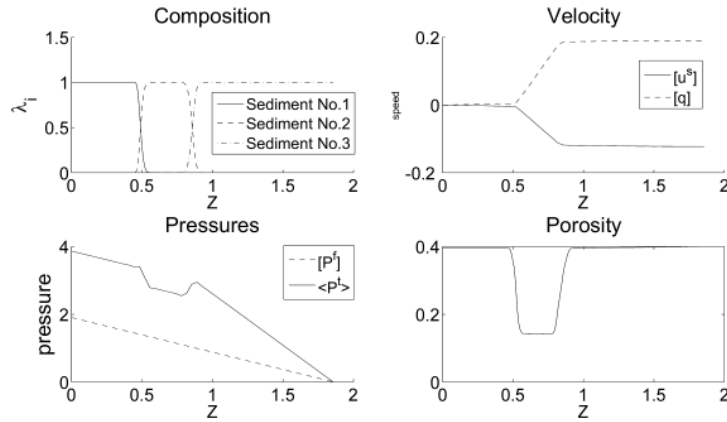 Composition
1.5
1
0.5
0
λi
0
0.5
1
1.5
2
Z
Sediment No.1
Sediment No.2
Sediment No.3
Velocity
0.2
0
-0.2
speed
0
0.5
1
1.5
2
Z
[u^s]
[q]
Pressures
4
2
0
pressure
0
0.5
1
1.5
2
Z
[P^f]
<P^t>
Porosity
0.4
0.2
0
0
0.5
1
1.5
2
Z